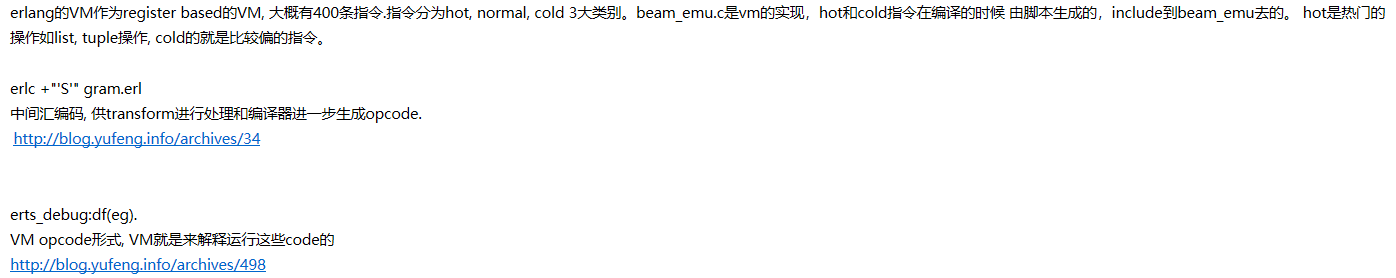 erlang的VM作为register based的VM, 大概有400条指令.指令分为hot, normal, cold 3大类别。beam_emu.c是vm的实现，hot和cold指令在编译的时候 由脚本生成的，include到beam_emu去的。 hot是热门的
操作如list, tuple操作, cold的就是比较偏的指令。
erlc +"'S'" gram.erl
中间汇编码, 供transform进行处理和编译器进一步生成opcode.
http://blog.yufeng.info/archives/34
erts_debug:df(eg).
VM opcode形式, VM就是来解释运行这些code的
http://blog.yufeng.info/archives/498